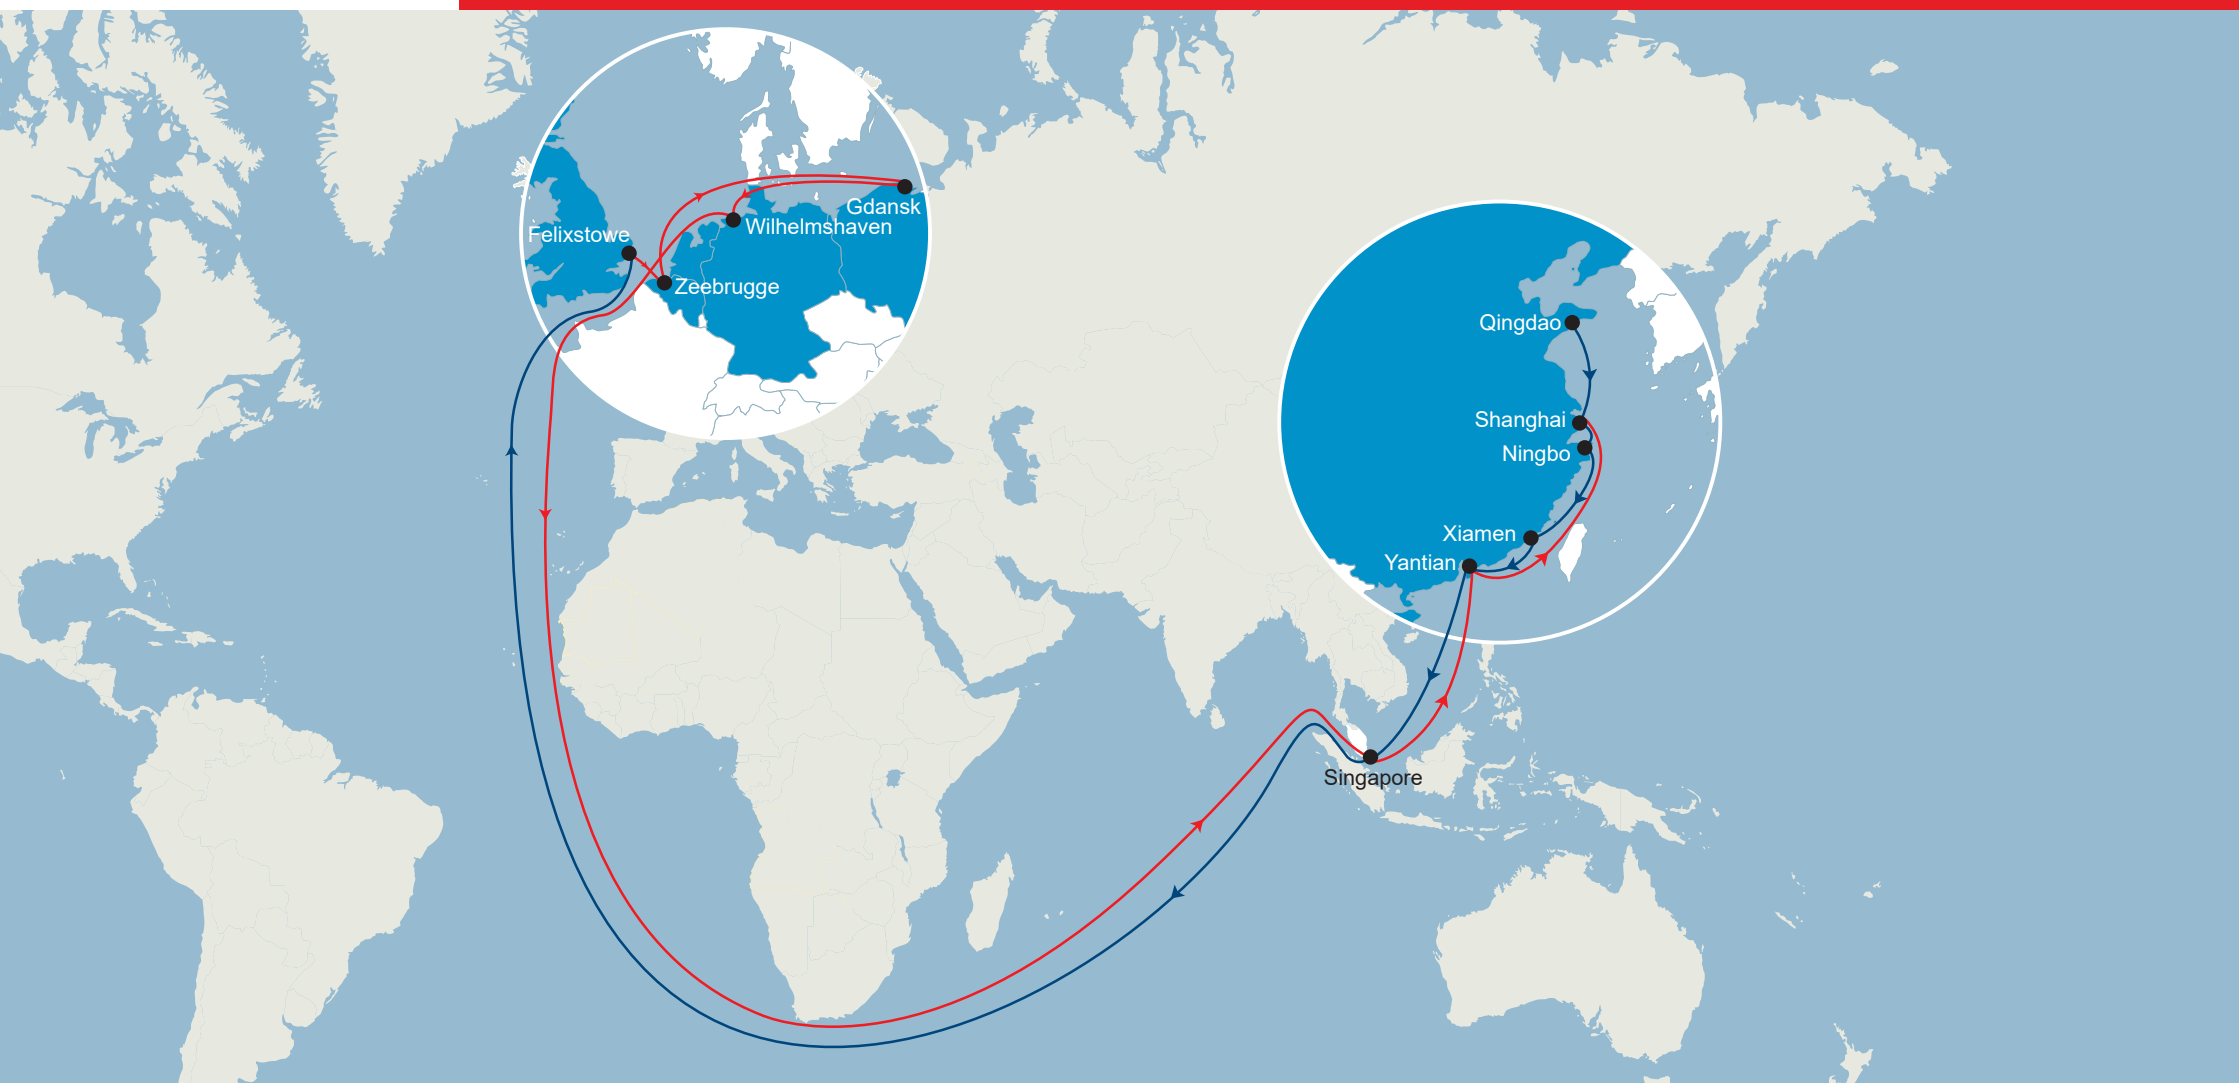 Gdansk
Wilhelmshaven
Felixstowe
Zeebrugge
Qingdao
Shanghai
Ningbo
Xiamen
Yantian
Singapore